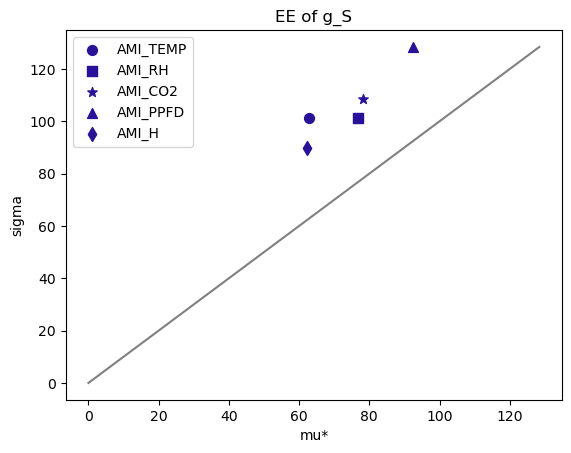 EE of g_S
AMI_TEMP
AMI_RH
AMI_CO2
AMI_PPFD
AMI_H
sigma
120
100
80
60
40
20
0
0 20 40 60 80 100 120
mu*